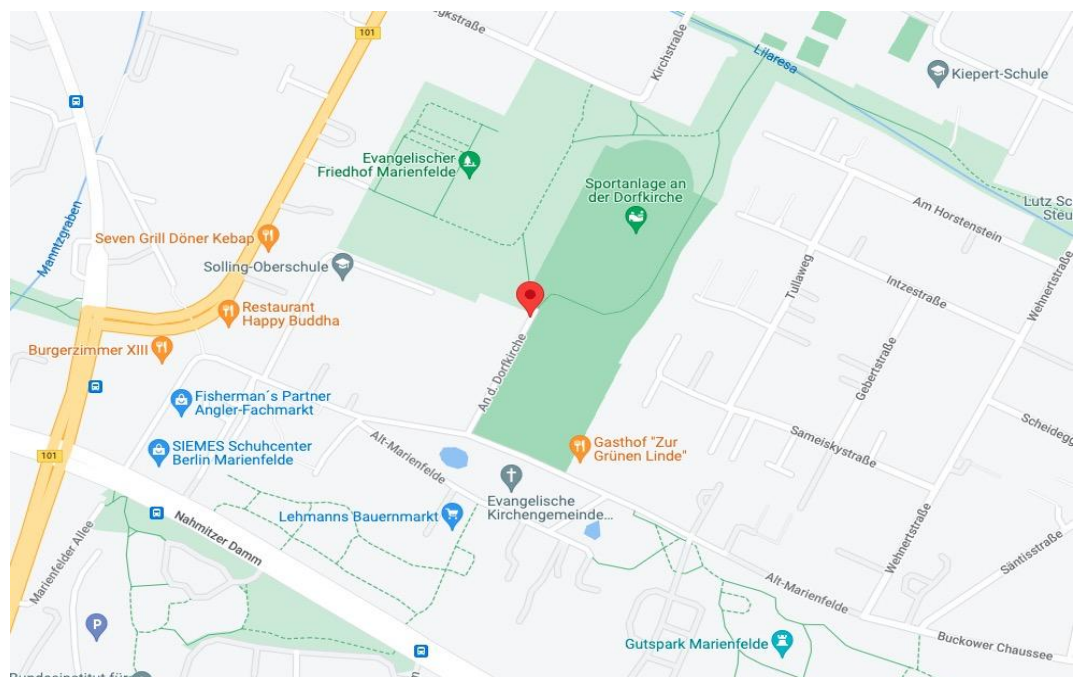 101
Kirchstraße
Lilaresa
Kiepert-Schule
Evangelischer
Friedhof Marienfelde
Sportanlage an
der Dorfkirche
Manntzgraben
Seven Grill Döner Kebap
Solling-Oberschule
Am Horstenstein
Lutz Sc
Steu
Restaurant
Happy Buddha
Burgerzimmer XIII
Tullaweg
Intzestraße
Wehnertstraße
An d. Dorfkirche
Gebertstraße
Fisherman´s Partner
Angler-Fachmarkt
Sameiskystraße
Scheidegg
Alt-Marienfelde
SIEMES Schuhcenter
Berlin Marienfelde
101
Gasthof "Zur
Grünen Linde"
Evangelische
Kirchengemeinde...
Lehmanns Bauernmarkt
Nahmitzer Damm
Marienfelder Allee
Wehnertstraße
Säntisstraße
Alt-Marienfelde
P
Gutspark Marienfelde
Buckower Chaussee
Bundesinstitut für